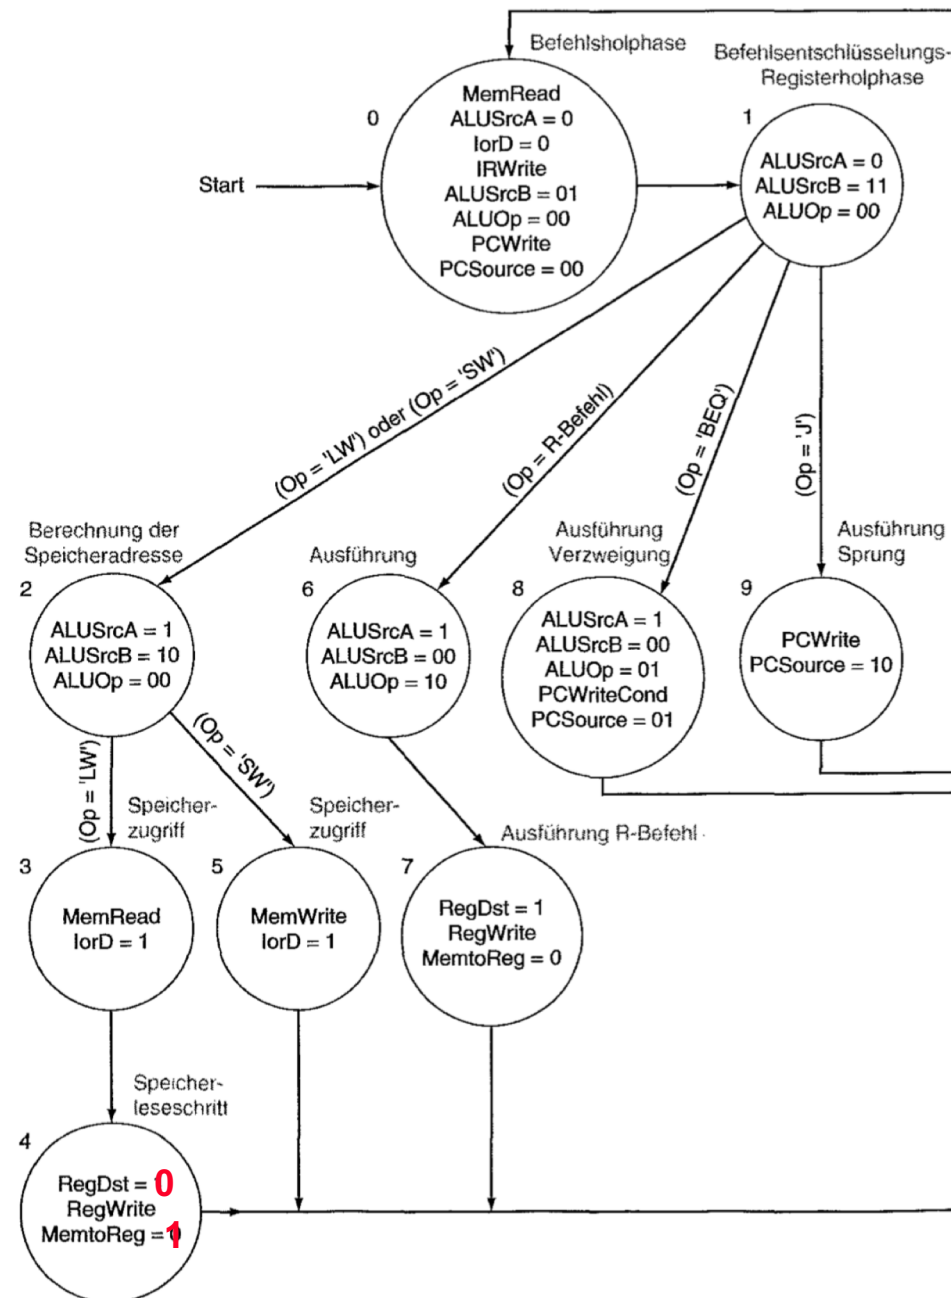 Befehlsholphase
0
MemRead
ALUSrcA = 0
IorD = 0
IRWrite
ALUSrcB = 01
ALUOp = 00
PCWrite
PCSource = 00
Start
Befehlsentschlüsselungs-
Registerholphase
1
ALUSrcA = 0
ALUSrcB = 11
ALUOp = 00
(Op = 'LW') oder (Op = 'SW')
(Op = R-Befehl)
(Op = 'BEQ')
(Op = 'J')
Berechnung der
Speicheradresse
2
ALUSrcA = 1
ALUSrcB = 10
ALUOp = 00
Ausführung
6
ALUSrcA = 1
ALUSrcB = 00
ALUOp = 10
Ausführung
Verzweigung
8
ALUSrcA = 1
ALUSrcB = 00
ALUOp = 01
PCWriteCond
PCSource = 01
Ausführung
Sprung
9
PCWrite
PCSource = 10
(Op = 'LW')
(Op = 'SW')
Speicher-
zugriff
3
MemRead
IorD = 1
Speicher-
zugriff
5
MemWrite
IorD = 1
Ausführung R-Befehl
7
RegDst = 1
RegWrite
MemtoReg = 0
Speicher-
leseschritt
4
RegDst = 0
RegWrite
MemtoReg = 1